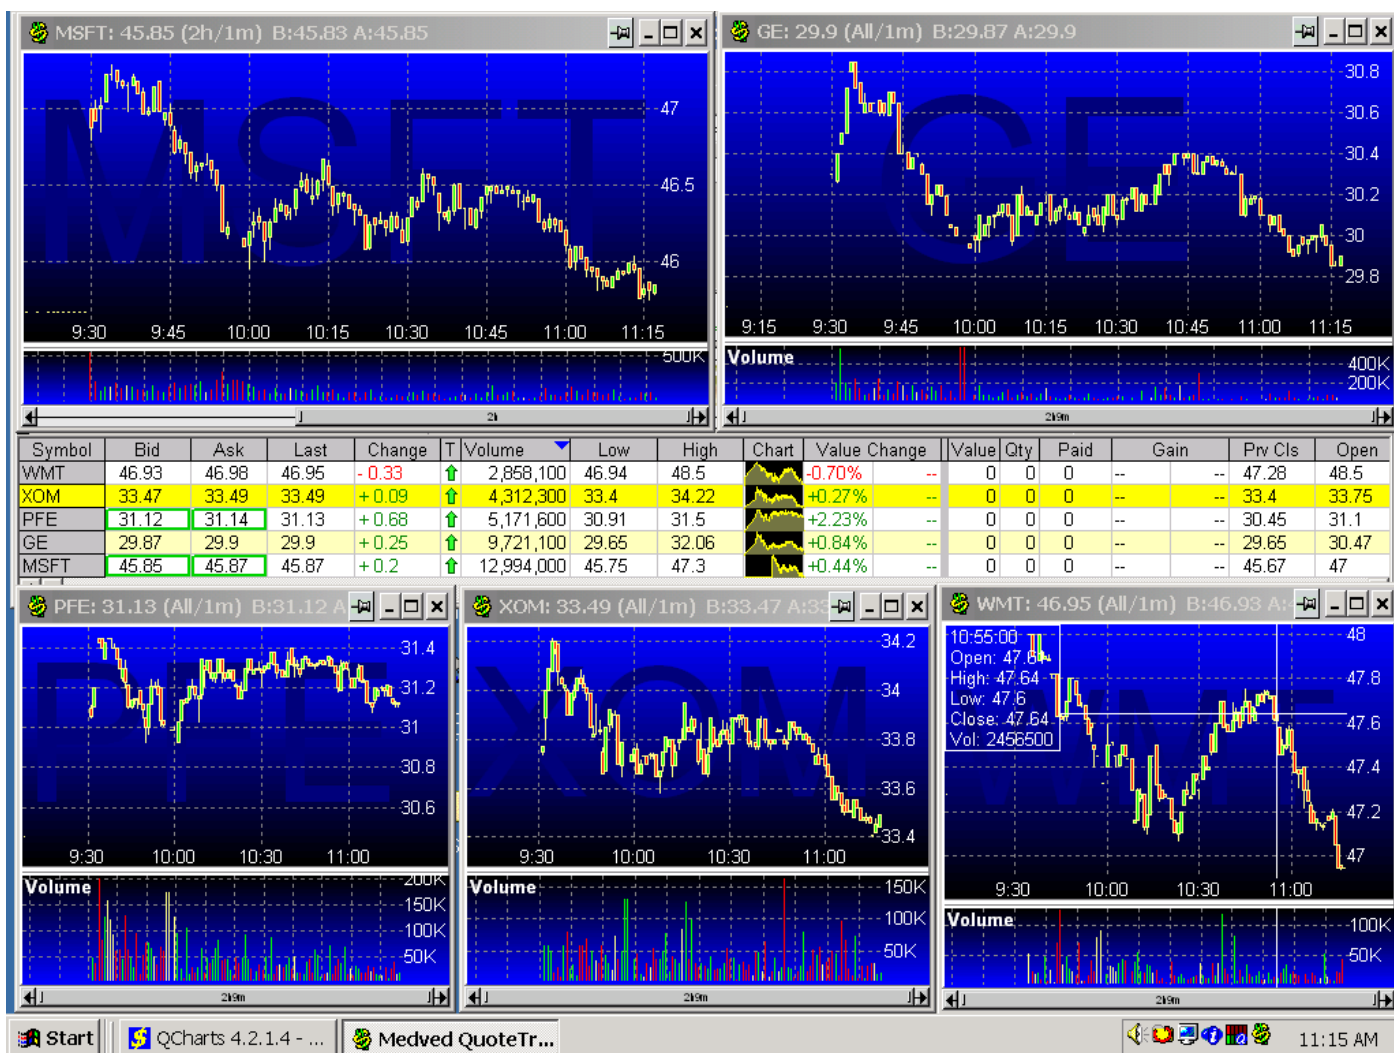 MSFT: 45.85 (2h/1m) B:45.83 A:45.85
MSFT
47
46.5
46
9:30 9:45 10:00 10:15 10:30 10:45 11:00 11:15
500K
2h
GE: 29.9 (All/1m) B:29.87 A:29.9
GE
30.8
30.6
30.4
30.2
30
29.8
9:15 9:30 9:45 10:00 10:15 10:30 10:45 11:00 11:15
Volume
400K
200K
2h9m
Symbol Bid Ask Last Change T Volume Low High Chart Value Change Value Qty Paid Gain Prv Cls Open
WMT 46.93 46.98 46.95 - 0.33 2,858,100 46.94 48.5 -0.70% -- 0 0 0 -- -- 47.28 48.5
XOM 33.47 33.49 33.49 + 0.09 4,312,300 33.4 34.22 +0.27% -- 0 0 0 -- -- 33.4 33.75
PFE 31.12 31.14 31.13 + 0.68 5,171,600 30.91 31.5 +2.23% -- 0 0 0 -- -- 30.45 31.1
GE 29.87 29.9 29.9 + 0.25 9,721,100 29.65 32.06 +0.84% -- 0 0 0 -- -- 29.65 30.47
MSFT 45.85 45.87 45.87 + 0.2 12,994,000 45.75 47.3 +0.44% -- 0 0 0 -- -- 45.67 47
PFE: 31.13 (All/1m) B:31.12 A
PFE
31.4
31.2
31
30.8
30.6
9:30 10:00 10:30 11:00
Volume
200K
150K
100K
50K
2h9m
XOM: 33.49 (All/1m) B:33.47 A:33
XOM
34.2
34
33.8
33.6
33.4
9:30 10:00 10:30 11:00
Volume
150K
100K
50K
2h9m
WMT: 46.95 (All/1m) B:46.93 A:
WMT
10:55:00
Open: 47.64
High: 47.64
Low: 47.6
Close: 47.64
Vol: 2456500
48
47.8
47.6
47.4
47.2
47
9:30 10:00 10:30 11:00
Volume
100K
50K
2h9m
Start QCharts 4.2.1.4 - ... Medved QuoteTr... 11:15 AM